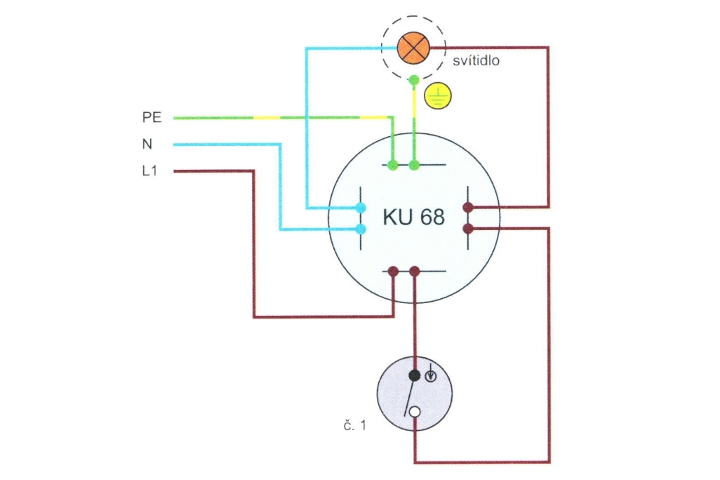 svítidlo
PE
N
L1
KU 68
č. 1